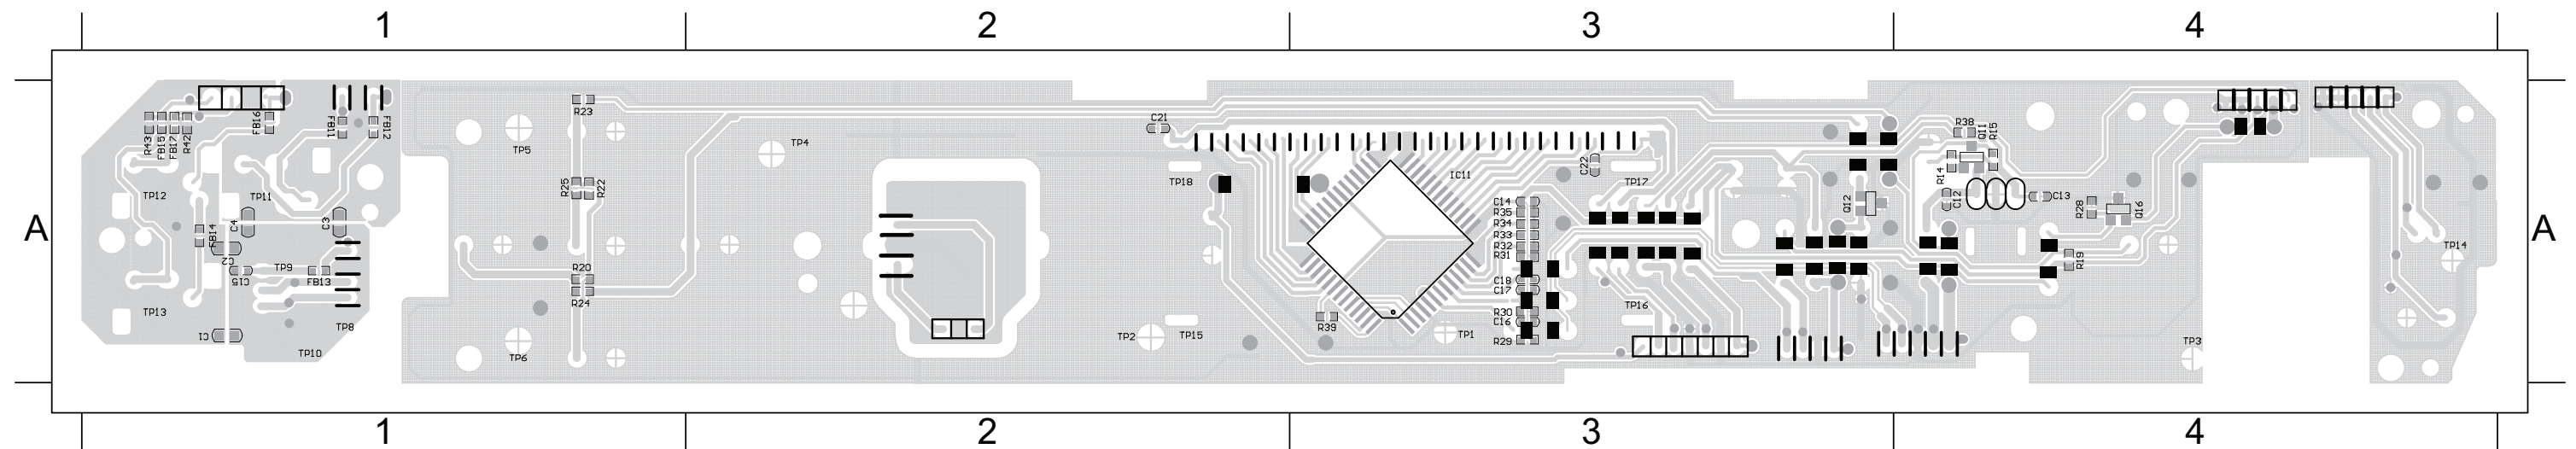 1 2 3 4
A A
R43
FB15
FB17
R42
FB16
FB11
FB12
TP12
TP11
C4
C3
FB14
C2
C15
TP9
FB13
TP13
TP8
C1
TP10
R23
TP5
R25
R22
R20
R24
TP6
TP4
C21
TP18
TP2
TP15
IC11
C22
TP17
C14
R35
R34
R33
R32
R31
C18
C17
R30
C16
R29
R39
TP1
TP16
Q12
R38
Q11
R15
R14
C12
C13
R28
Q16
R19
TP3
TP14
1 2 3 4